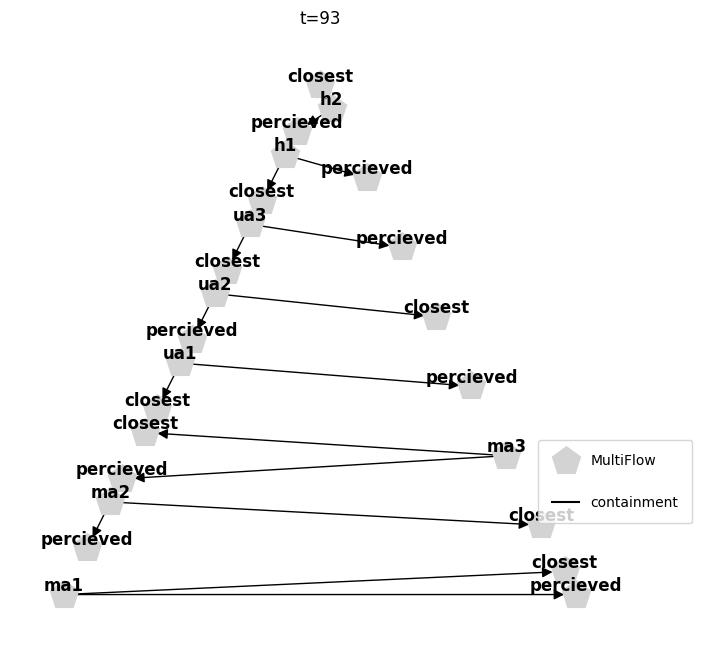 t=93
closest
h2
percieved
h1
percieved
closest
ua3
percieved
closest
ua2
closest
percieved
ua1
percieved
closest
closest
ma3
MultiFlow
percieved
ma2
containment
closest
percieved
closest
ma1
percieved